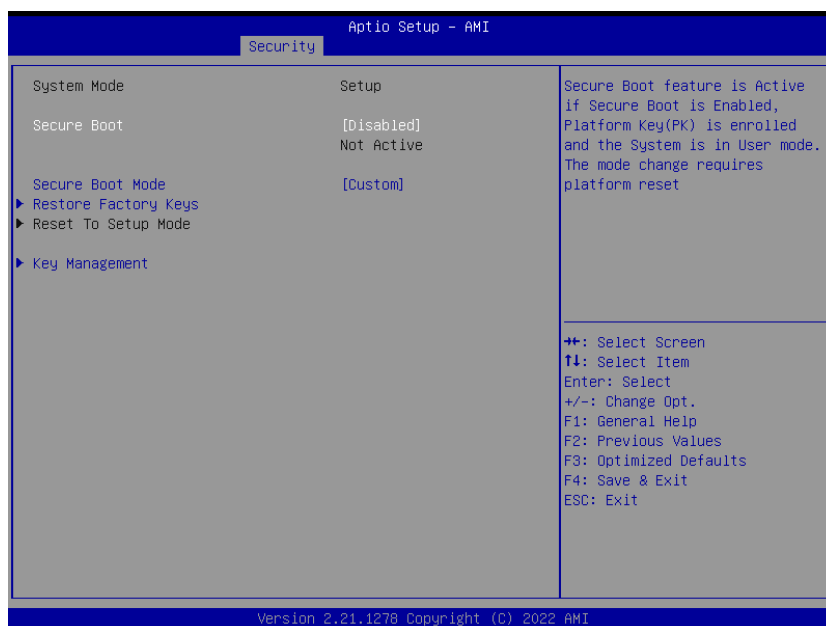 Aptio Setup - AMI
Security
System Mode Setup
Secure Boot [Disabled]
Not Active
Secure Boot Mode [Custom]
Restore Factory Keys
Reset To Setup Mode
Key Management
Secure Boot feature is Active
if Secure Boot is Enabled,
Platform Key(PK) is enrolled
and the System is in User mode.
The mode change requires
platform reset
→←: Select Screen
↑↓: Select Item
Enter: Select
+/-: Change Opt.
F1: General Help
F2: Previous Values
F3: Optimized Defaults
F4: Save & Exit
ESC: Exit
Version 2.21.1278 Copyright (C) 2022 AMI